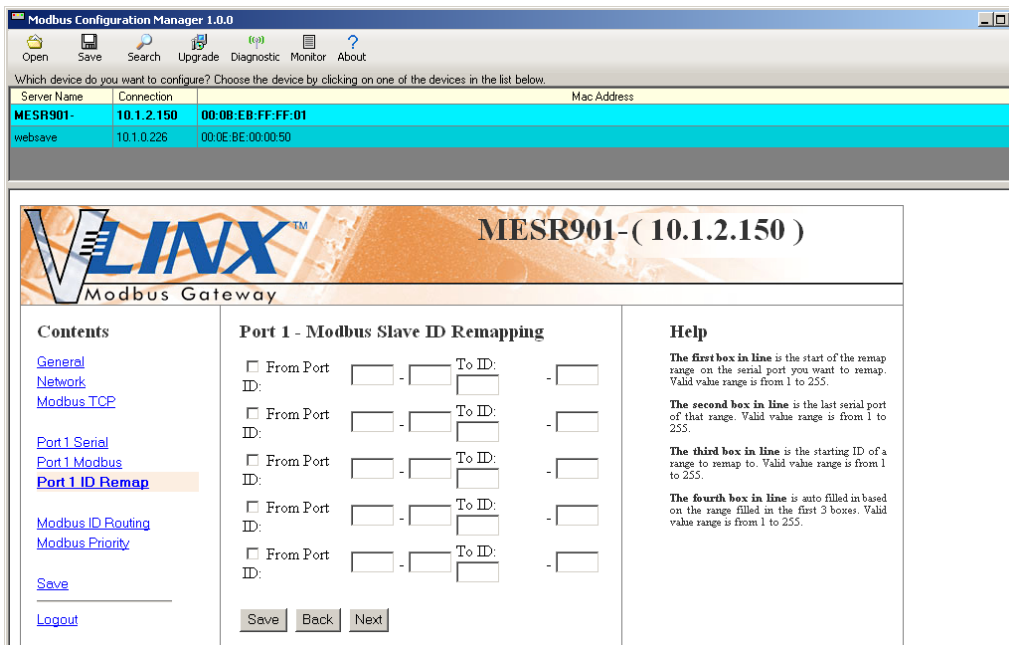 Modbus Configuration Manager 1.0.0
Open Save Search Upgrade Diagnostic Monitor About
Which device do you want to configure? Choose the device by clicking on one of the devices in the list below.
Server Name Connection Mac Address
MESR901- 10.1.2.150 00:0B:EB:FF:FF:01
websave 10.1.0.226 00:0E:BE:00:00:50
VLINX™
Modbus Gateway
MESR901-( 10.1.2.150 )
Contents
General
Network
Modbus TCP
Port 1 Serial
Port 1 Modbus
Port 1 ID Remap
Modbus ID Routing
Modbus Priority
Save
Logout
Port 1 - Modbus Slave ID Remapping
From Port - To ID: -
ID:
From Port - To ID: -
ID:
From Port - To ID: -
ID:
From Port - To ID: -
ID:
From Port - To ID: -
ID:
Save Back Next
Help
The first box in line is the start of the remap
range on the serial port you want to remap.
Valid value range is from 1 to 255.
The second box in line is the last serial port
of that range. Valid value range is from 1 to
255.
The third box in line is the starting ID of a
range to remap to. Valid value range is from 1
to 255.
The fourth box in line is auto filled in based
on the range filled in the first 3 boxes. Valid
value range is from 1 to 255.